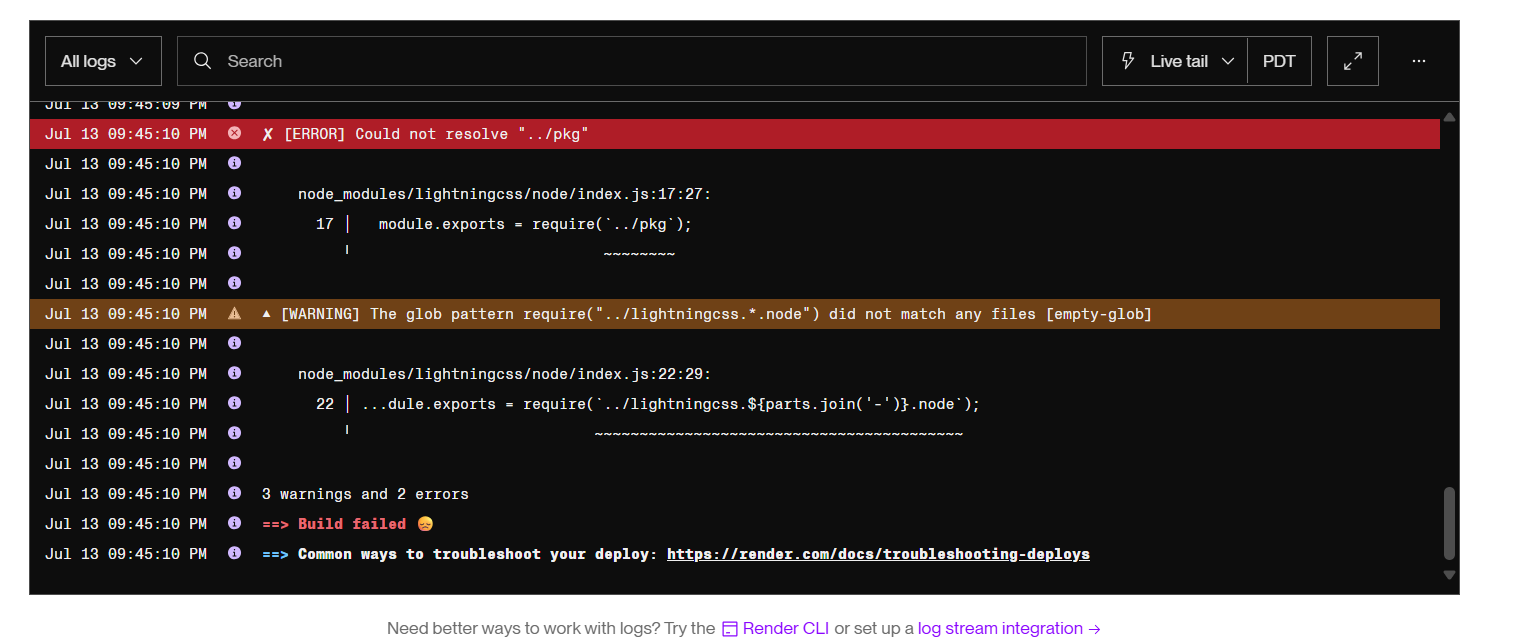 All logs
Search
Live tail
PDT
Jul 13 09:45:09 PM
Jul 13 09:45:10 PM ✗ [ERROR] Could not resolve "../pkg"
Jul 13 09:45:10 PM
Jul 13 09:45:10 PM node_modules/lightningcss/node/index.js:17:27:
Jul 13 09:45:10 PM 17 │ module.exports = require(`../pkg`);
Jul 13 09:45:10 PM ╵ ~~~~~~~~
Jul 13 09:45:10 PM
Jul 13 09:45:10 PM ▲ [WARNING] The glob pattern require("../lightningcss.*.node") did not match any files [empty-glob]
Jul 13 09:45:10 PM
Jul 13 09:45:10 PM node_modules/lightningcss/node/index.js:22:29:
Jul 13 09:45:10 PM 22 │ ...dule.exports = require(`../lightningcss.${parts.join('-')}.node`);
Jul 13 09:45:10 PM ╵ ~~~~~~~~~~~~~~~~~~~~~~~~~~~~~~~~~~~~~~~~~
Jul 13 09:45:10 PM
Jul 13 09:45:10 PM 3 warnings and 2 errors
Jul 13 09:45:10 PM ==> Build failed 😞
Jul 13 09:45:10 PM ==> Common ways to troubleshoot your deploy: https://render.com/docs/troubleshooting-deploys
Need better ways to work with logs? Try the Render CLI or set up a log stream integration →